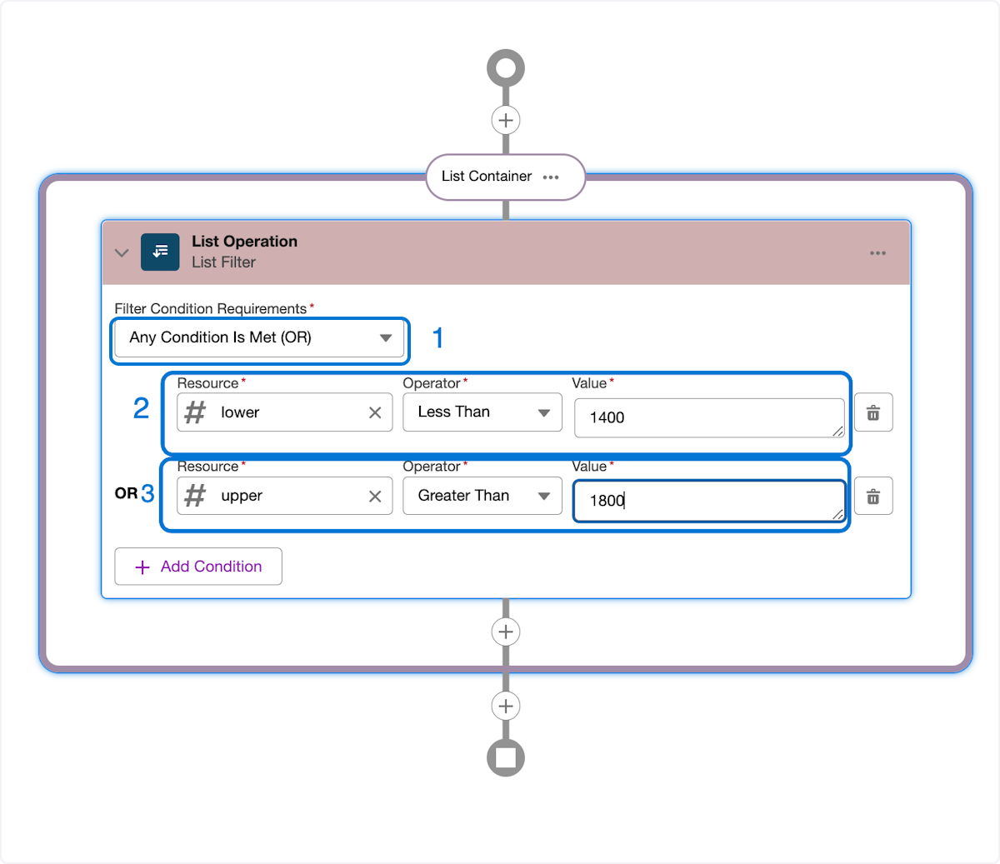 List Container
List Operation
List Filter
Filter Condition Requirements*
Any Condition Is Met (OR)
1
2
Resource* Operator* Value*
lower Less Than 1400
OR 3
Resource* Operator* Value*
upper Greater Than 1800
Add Condition